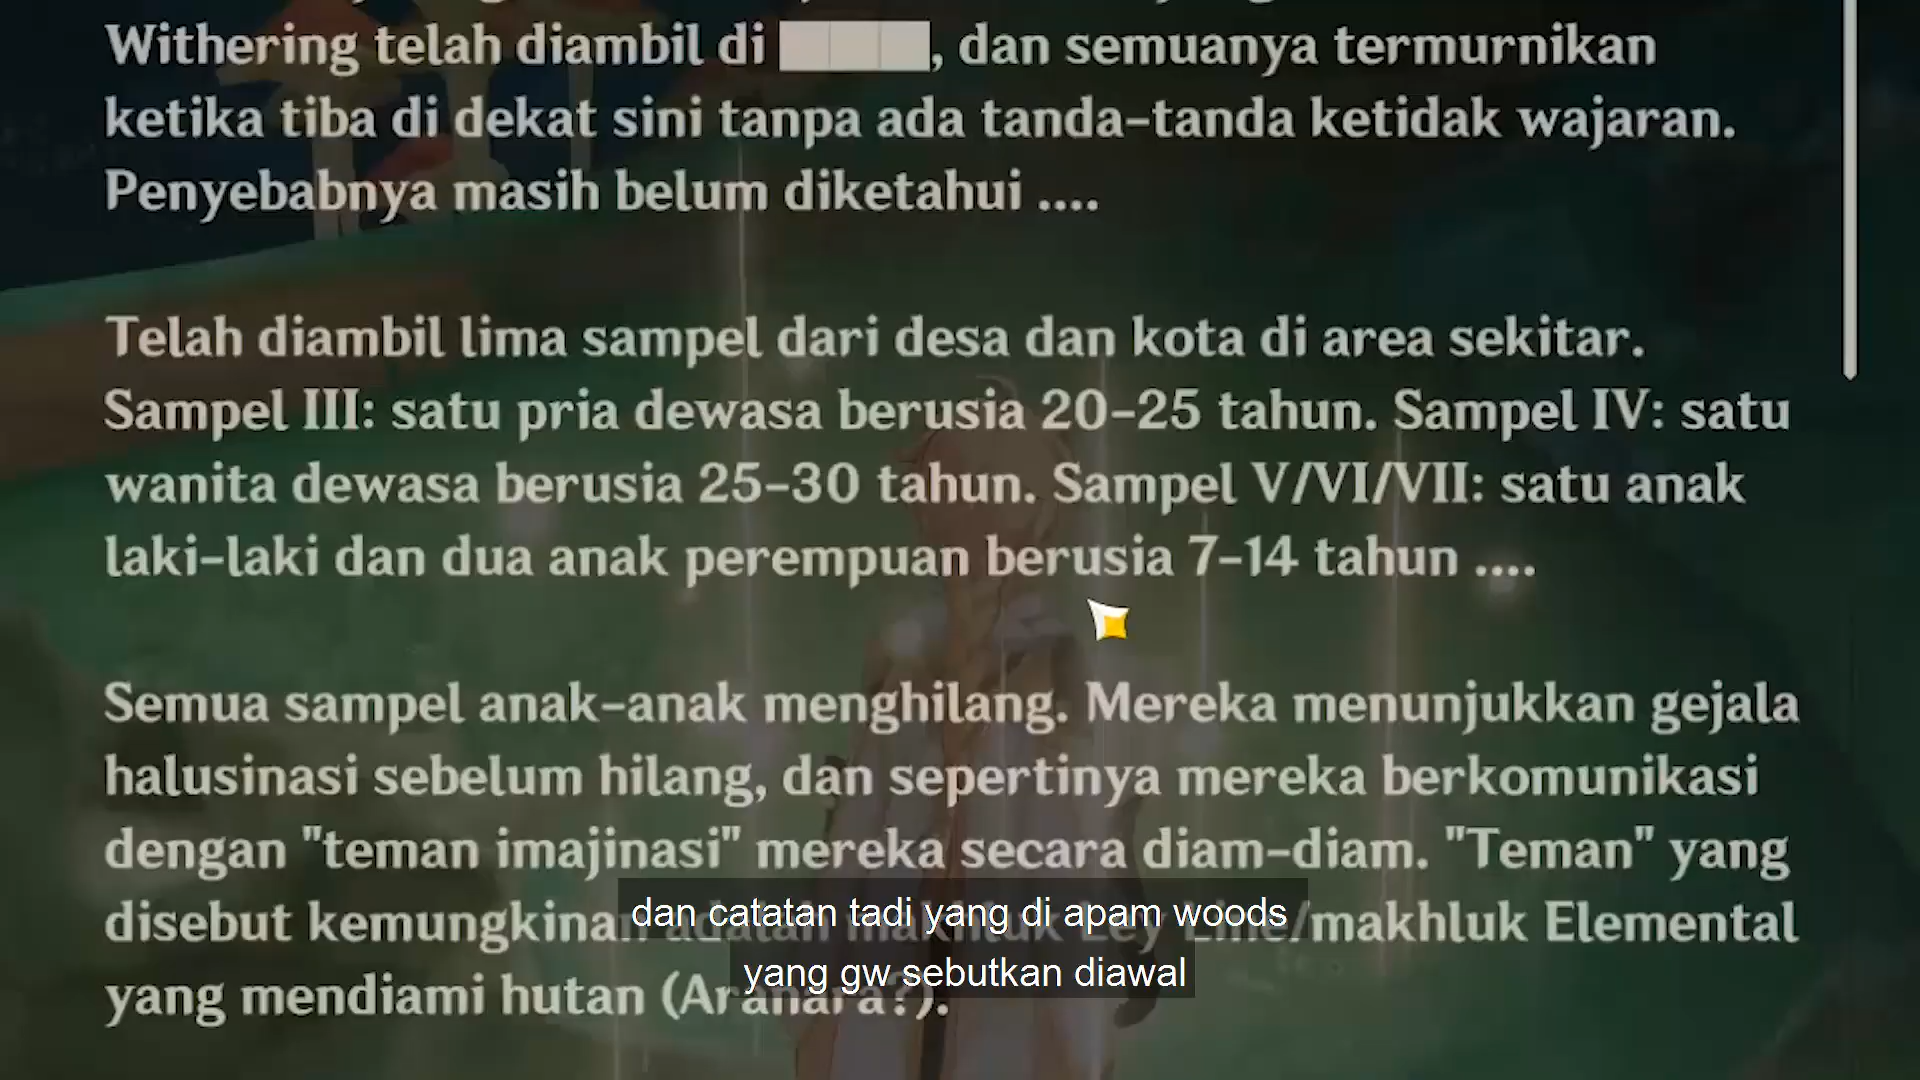 Withering telah diambil di ████, dan semuanya termurnikan
ketika tiba di dekat sini tanpa ada tanda-tanda ketidak wajaran.
Penyebabnya masih belum diketahui ....
Telah diambil lima sampel dari desa dan kota di area sekitar.
Sampel III: satu pria dewasa berusia 20-25 tahun. Sampel IV: satu
wanita dewasa berusia 25-30 tahun. Sampel V/VI/VII: satu anak
laki-laki dan dua anak perempuan berusia 7-14 tahun ....
Semua sampel anak-anak menghilang. Mereka menunjukkan gejala
halusinasi sebelum hilang, dan sepertinya mereka berkomunikasi
dengan "teman imajinasi" mereka secara diam-diam. "Teman" yang
disebut kemungkinan adalah makhluk Ley Line/makhluk Elemental
yang mendiami hutan (Aranara?).
dan catatan tadi yang di apam woods
yang gw sebutkan diawal